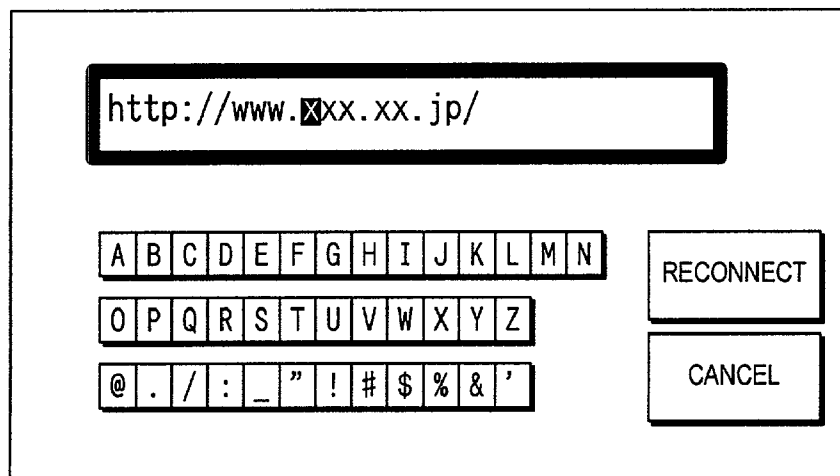 http://www.xxx.xx.jp/
A B C D E F G H I J K L M N
RECONNECT
O P Q R S T U V W X Y Z
@ . / : _ ” ! # $ % & ’
CANCEL